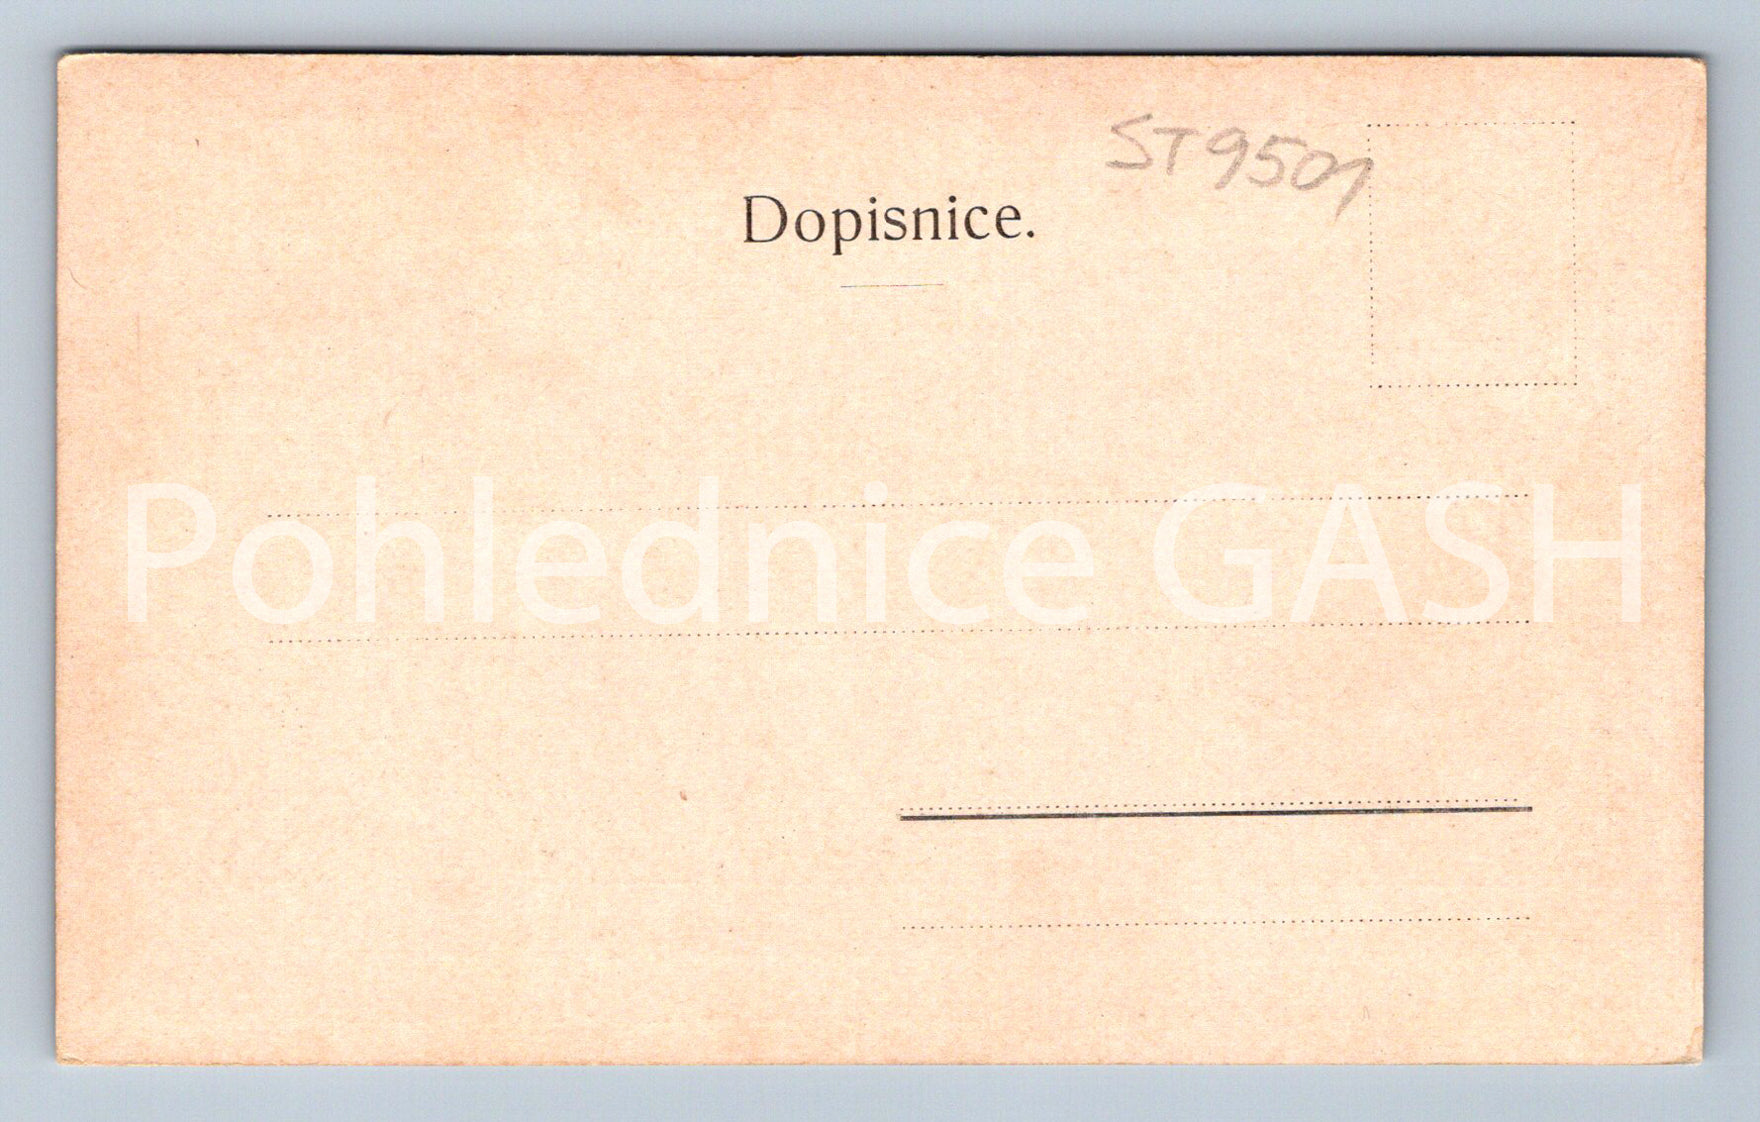 ST9501
Dopisnice.
Pohlednice GASH